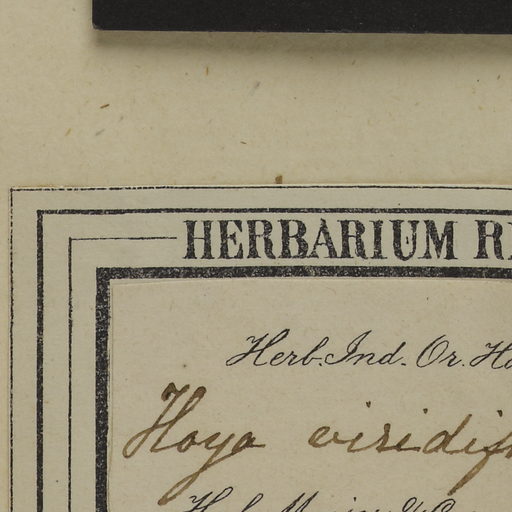 HERBARIUM R
Herb. Ind. Or. H
Hoya viridif